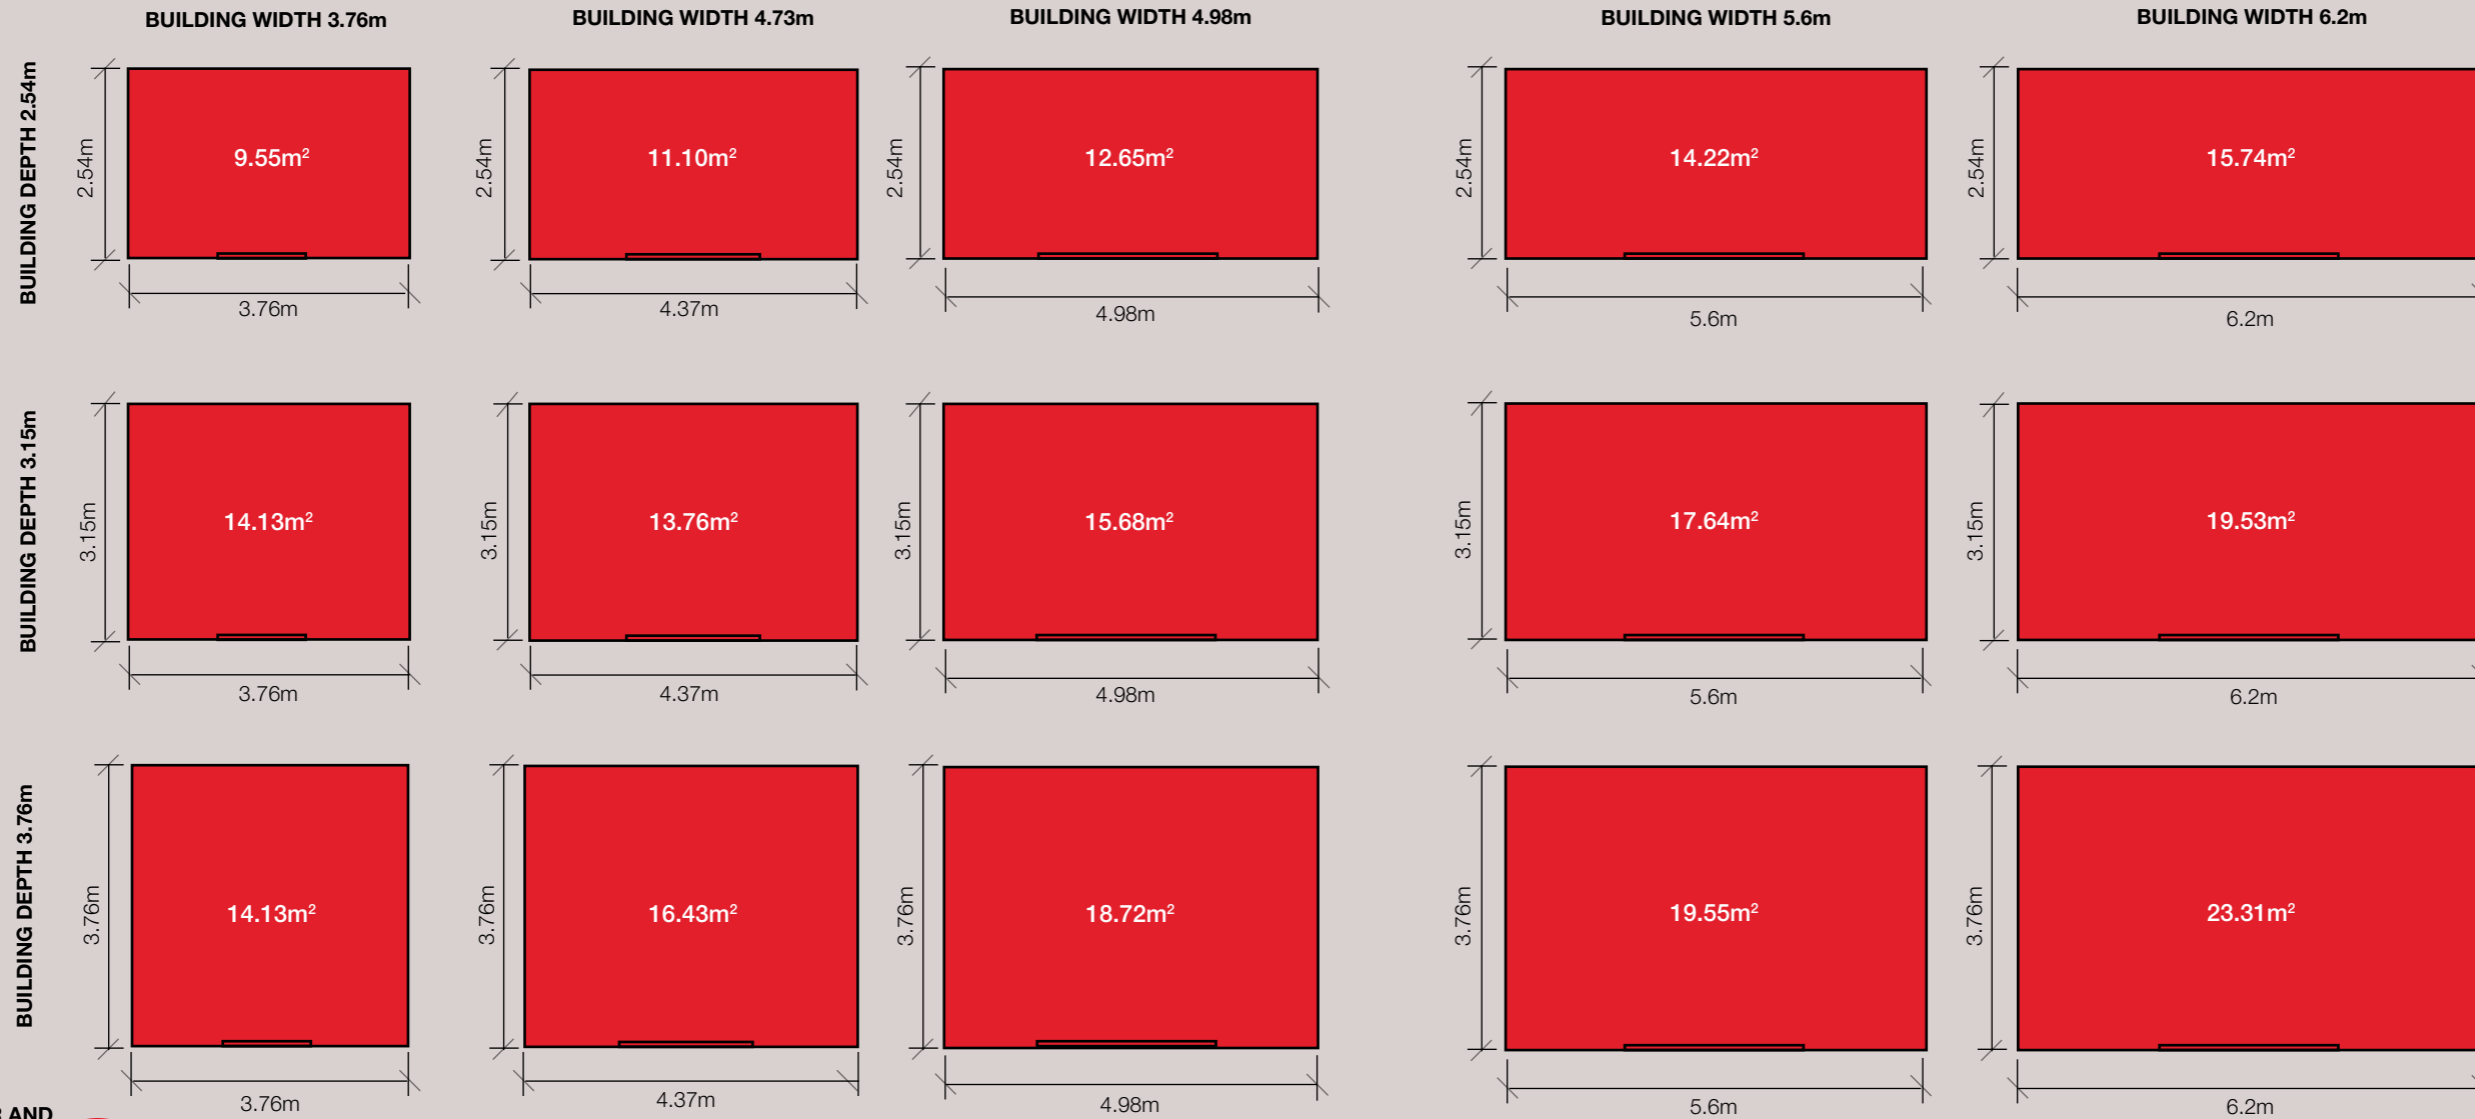 BUILDING WIDTH 3.76m
BUILDING WIDTH 4.73m
BUILDING WIDTH 4.98m
BUILDING WIDTH 5.6m
BUILDING WIDTH 6.2m
BUILDING DEPTH 2.54m
2.54m
9.55m²
3.76m
2.54m
11.10m²
4.37m
2.54m
12.65m²
4.98m
2.54m
14.22m²
5.6m
2.54m
15.74m²
6.2m
BUILDING DEPTH 3.15m
3.15m
14.13m²
3.76m
3.15m
13.76m²
4.37m
3.15m
15.68m²
4.98m
3.15m
17.64m²
5.6m
3.15m
19.53m²
6.2m
BUILDING DEPTH 3.76m
3.76m
14.13m²
3.76m
3.76m
16.43m²
4.37m
3.76m
18.72m²
4.98m
3.76m
19.55m²
5.6m
3.76m
23.31m²
6.2m
AND